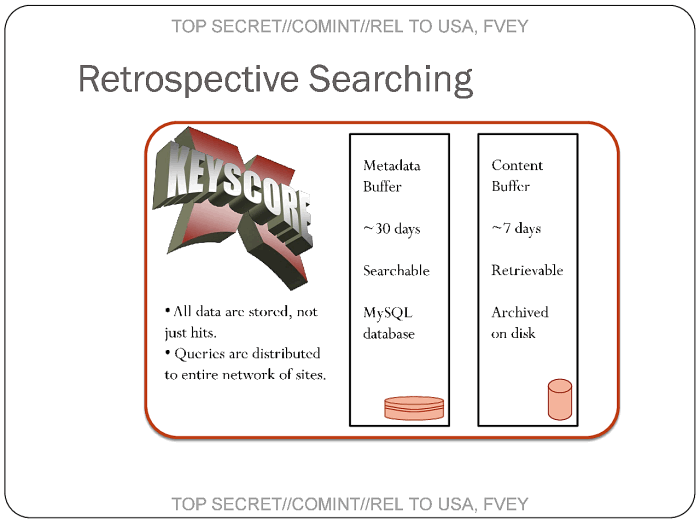 TOP SECRET//COMINT//REL TO USA, FVEY
Retrospective Searching
KEYSCORE
• All data are stored, not
just hits.
• Queries are distributed
to entire network of sites.
Metadata
Buffer
~30 days
Searchable
MySQL
database
Content
Buffer
~7 days
Retrievable
Archived
on disk
TOP SECRET//COMINT//REL TO USA, FVEY